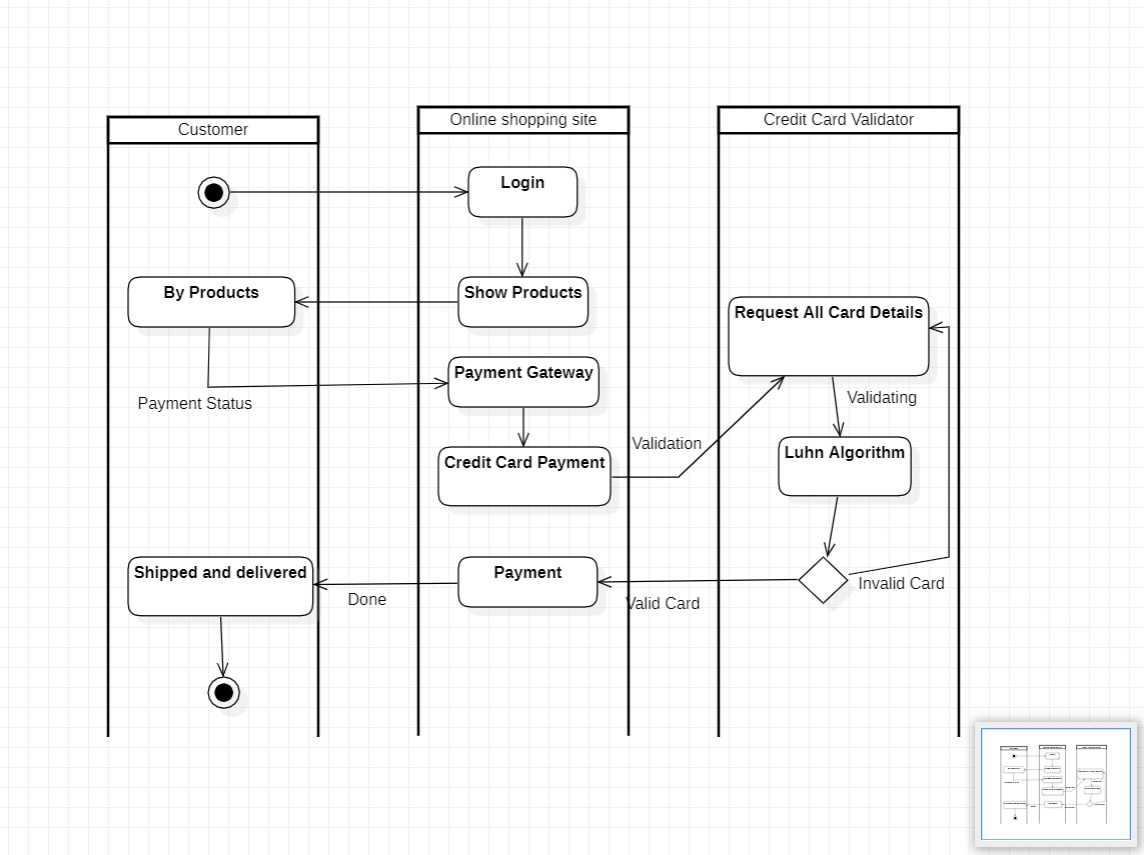 Customer
Online shopping site
Credit Card Validator
Login
By Products
Show Products
Request All Card Details
Payment Gateway
Payment Status
Validating
Validation
Credit Card Payment
Luhn Algorithm
Shipped and delivered
Payment
Done
Valid Card
Invalid Card